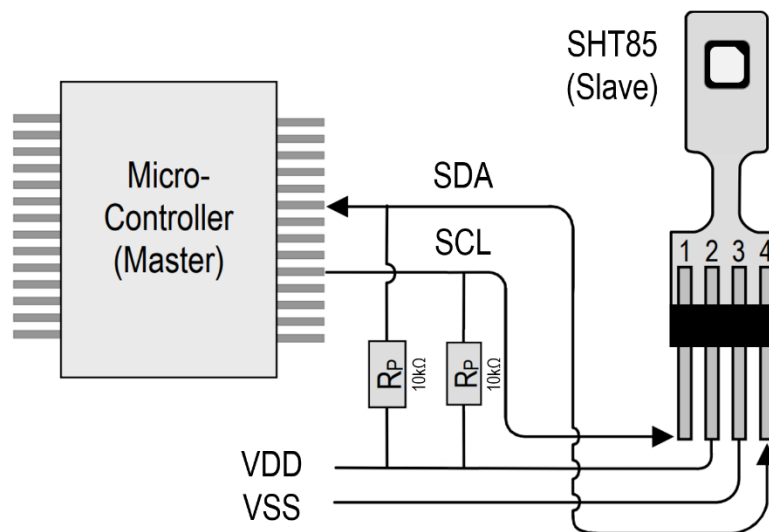 SHT85
(Slave)
Micro-
Controller
(Master)
SDA
SCL
1 2 3 4
RP 10kΩ
RP 10kΩ
VDD
VSS